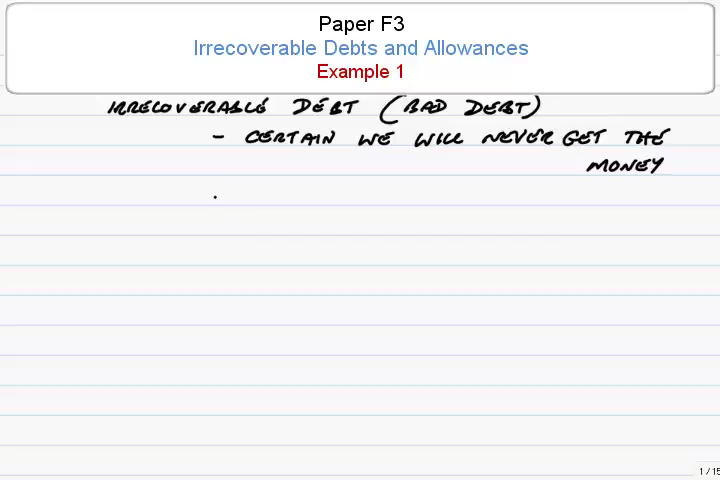 Paper F3
Irrecoverable Debts and Allowances
Example 1
IRRECOVERABLE DEBT (BAD DEBT)
- CERTAIN WE WILL NEVER GET THE
MONEY
1 / 15